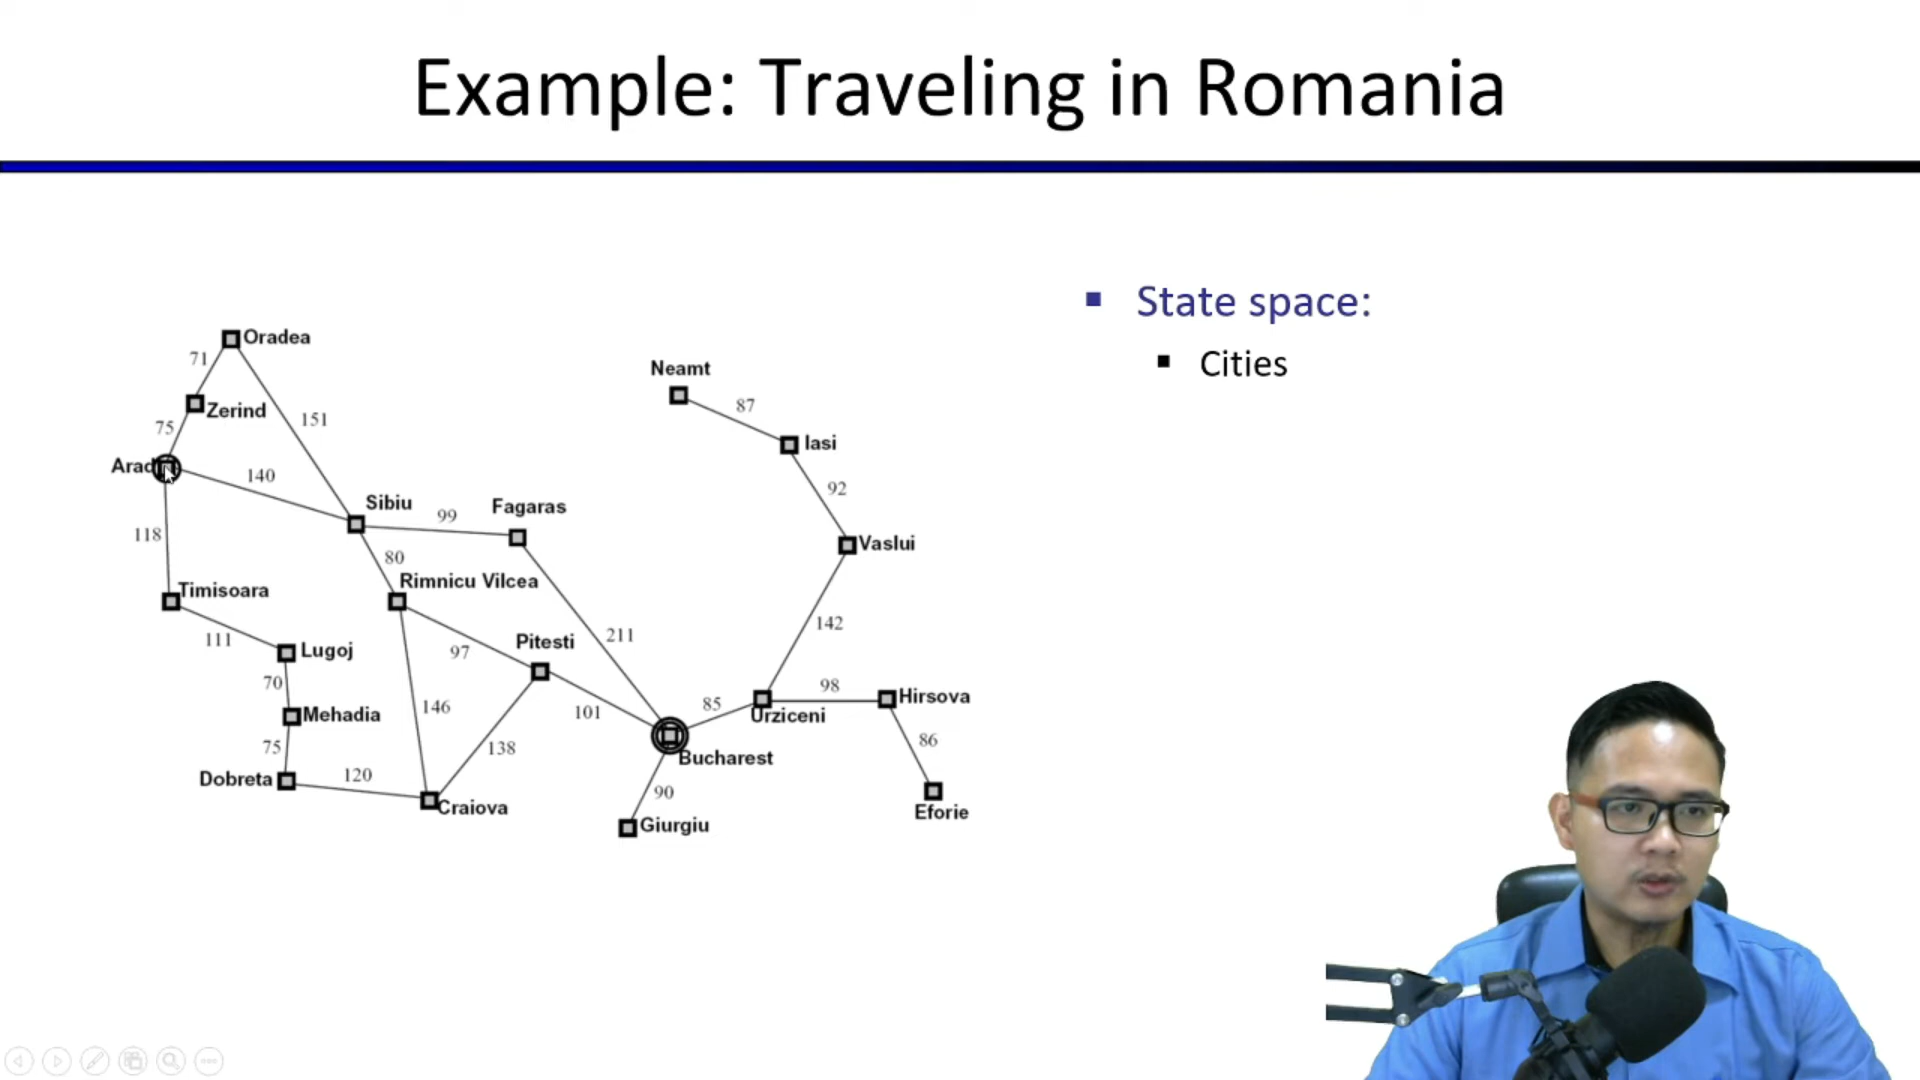 Example: Traveling in Romania
State space:
Cities
Oradea
71
Zerind
75
151
Arad
140
118
Sibiu
99
Fagaras
80
Rimnicu Vilcea
Timisoara
111
Lugoj
97
Pitesti
211
70
Mehadia
146
101
75
138
Dobreta
120
Craiova
Neamt
87
Iasi
92
Vaslui
142
85
98
Hirsova
Urziceni
Bucharest
86
90
Giurgiu
Eforie